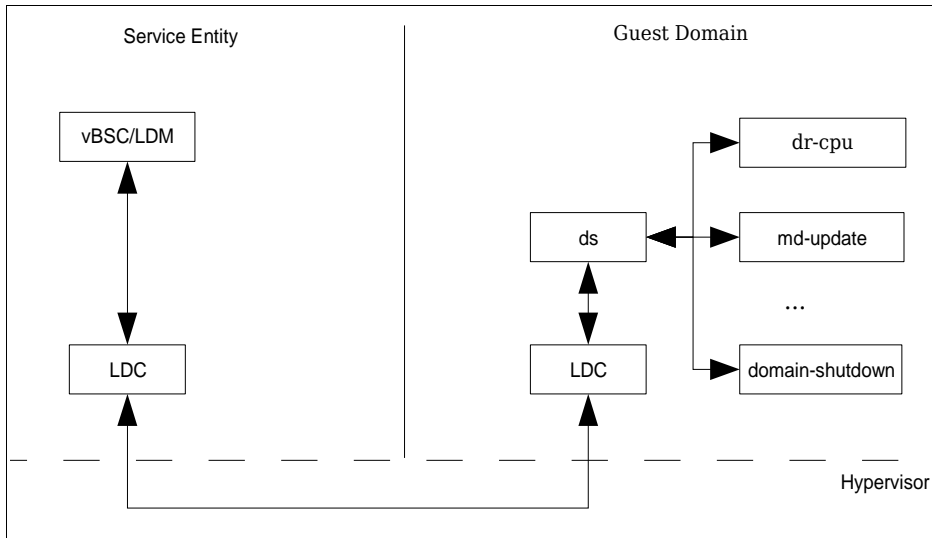 Service Entity
Guest Domain
vBSC/LDM
dr-cpu
ds
md-update
...
LDC
LDC
domain-shutdown
Hypervisor